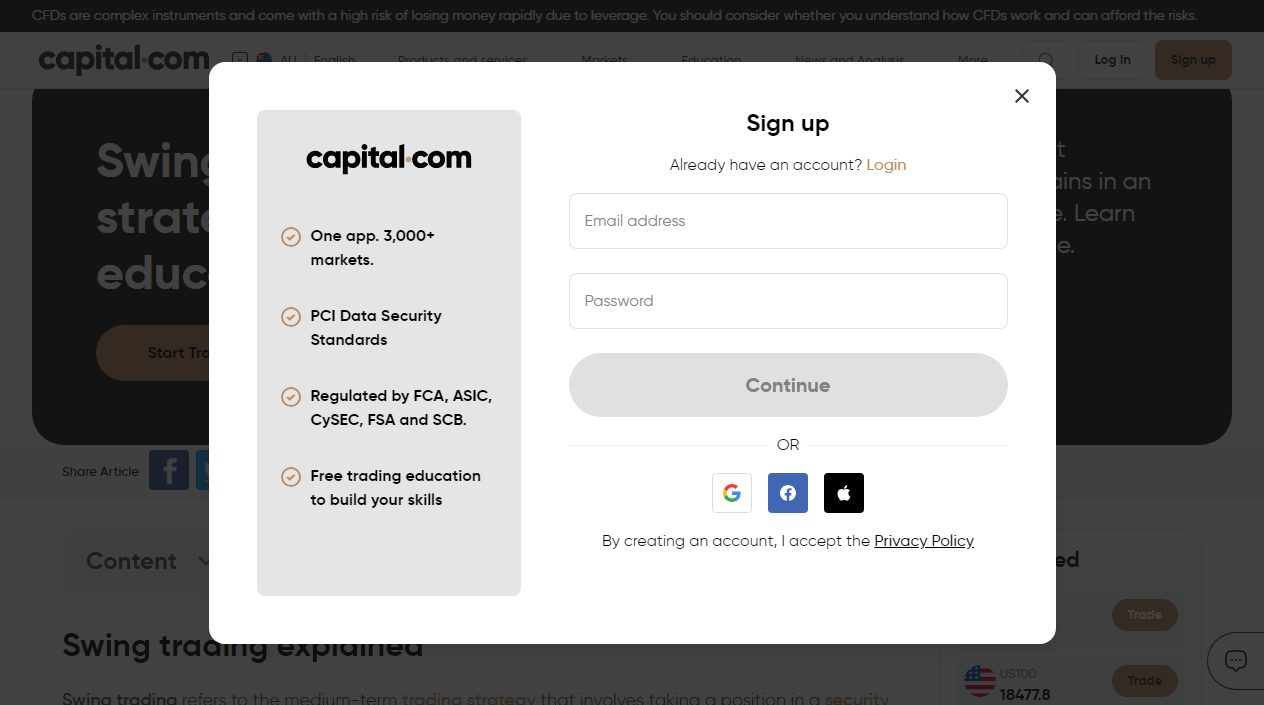 CFDs are complex instruments and come with a high risk of losing money rapidly due to leverage. You should consider whether you understand how CFDs work and can afford the risks.
capital.com AU English Products and services Markets Education News and Analysis More Log In Sign up
Swing
strate
educ
t
ains in an
e. Learn
e.
Start Tra
Share Article
Content
Swing trading explained
Swing trading refers to the medium-term trading strategy that involves taking a position in a security
ed
Trade
US100
18477.8
Trade
capital.com
One app. 3,000+
markets.
PCI Data Security
Standards
Regulated by FCA, ASIC,
CySEC, FSA and SCB.
Free trading education
to build your skills
Sign up
Already have an account? Login
Email address
Password
Continue
OR
By creating an account, I accept the Privacy Policy